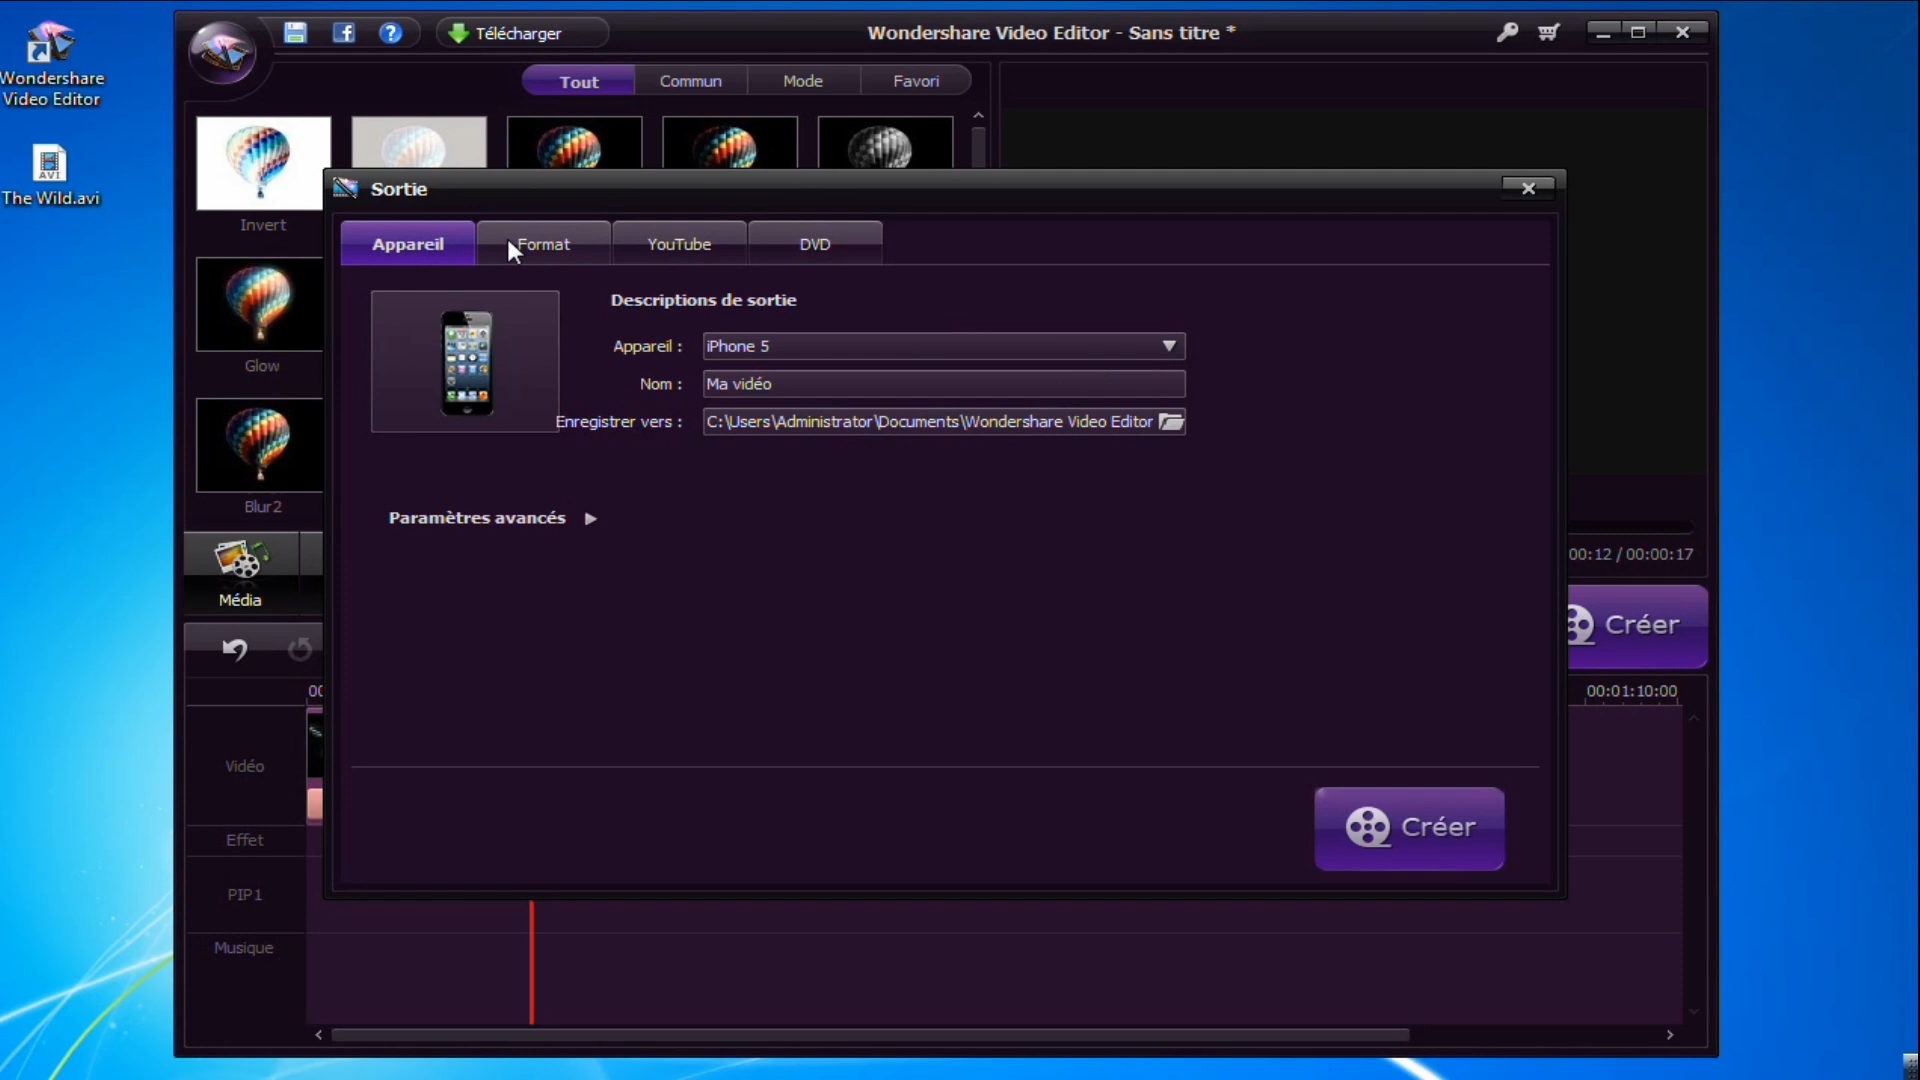 Wondershare
Video Editor
AVI
The Wild.avi
Télécharger
Wondershare Video Editor - Sans titre *
Tout
Commun
Mode
Favori
Invert
Glow
Blur2
Média
Sortie
Appareil
Format
YouTube
DVD
Descriptions de sortie
Appareil :
iPhone 5
Nom :
Ma vidéo
Enregistrer vers :
C:\Users\Administrator\Documents\Wondershare Video Editor
Paramètres avancés
Créer
00:12 / 00:00:17
Créer
00
00:01:10:00
Vidéo
Effet
PIP1
Musique